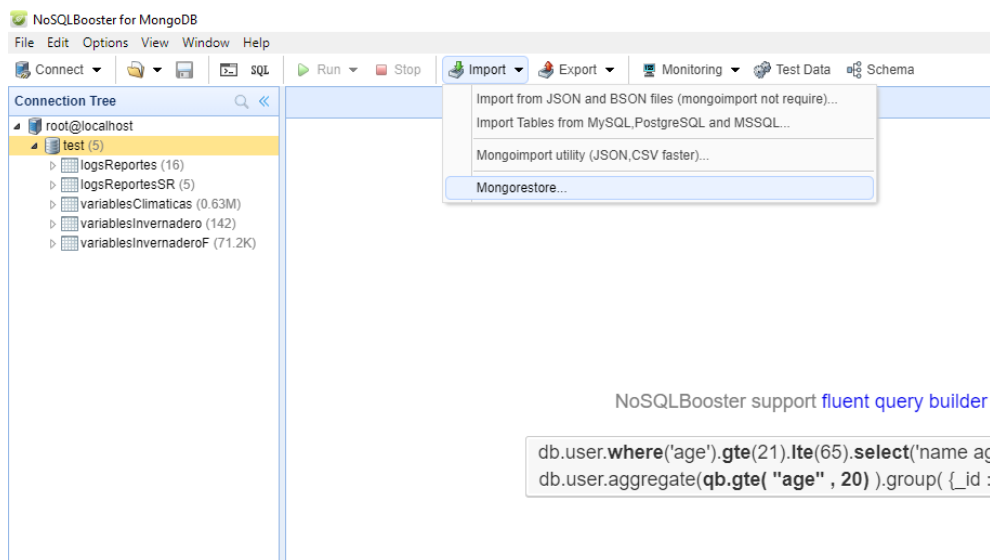 NoSQLBooster for MongoDB
File Edit Options View Window Help
Connect SQL Run Stop Import Export Monitoring Test Data Schema
Connection Tree
Import from JSON and BSON files (mongoimport not require)...
root@localhost
Import Tables from MySQL,PostgreSQL and MSSQL...
test (5)
Mongoimport utility (JSON,CSV faster)...
logsReportes (16)
logsReportesSR (5)
Mongorestore...
variablesClimaticas (0.63M)
variablesInvernadero (142)
variablesInvernaderoF (71.2K)
NoSQLBooster support fluent query builder
db.user.where('age').gte(21).lte(65).select('name ag
db.user.aggregate(qb.gte( "age" , 20) ).group( {_id :